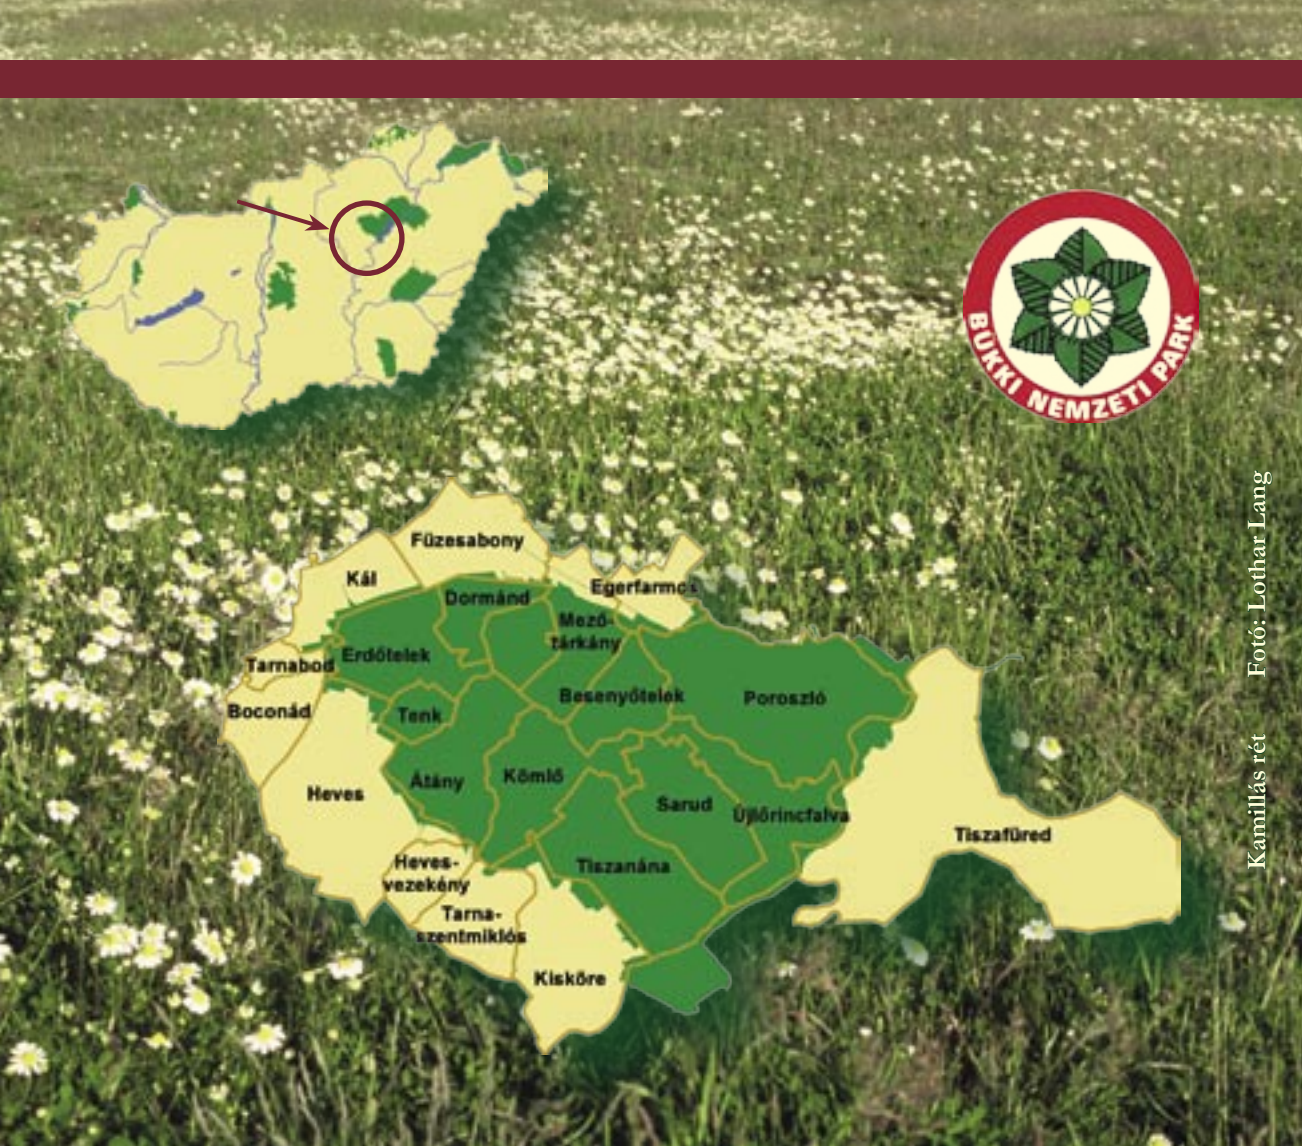 BÜKKI NEMZETI PARK
Füzesabony
Kál
Egerfarmos
Dormánd
Mező-
tárkány
Erdőtelek
Tarnabod
Besenyőtelek
Poroszló
Boconád
Tenk
Átány
Kömlő
Heves
Sarud
Újlőrincfalva
Tiszafüred
Heves-
vezekény
Tiszanána
Tarna-
szentmiklós
Kisköre
Kamillás rét Fotó: Lothar Lang